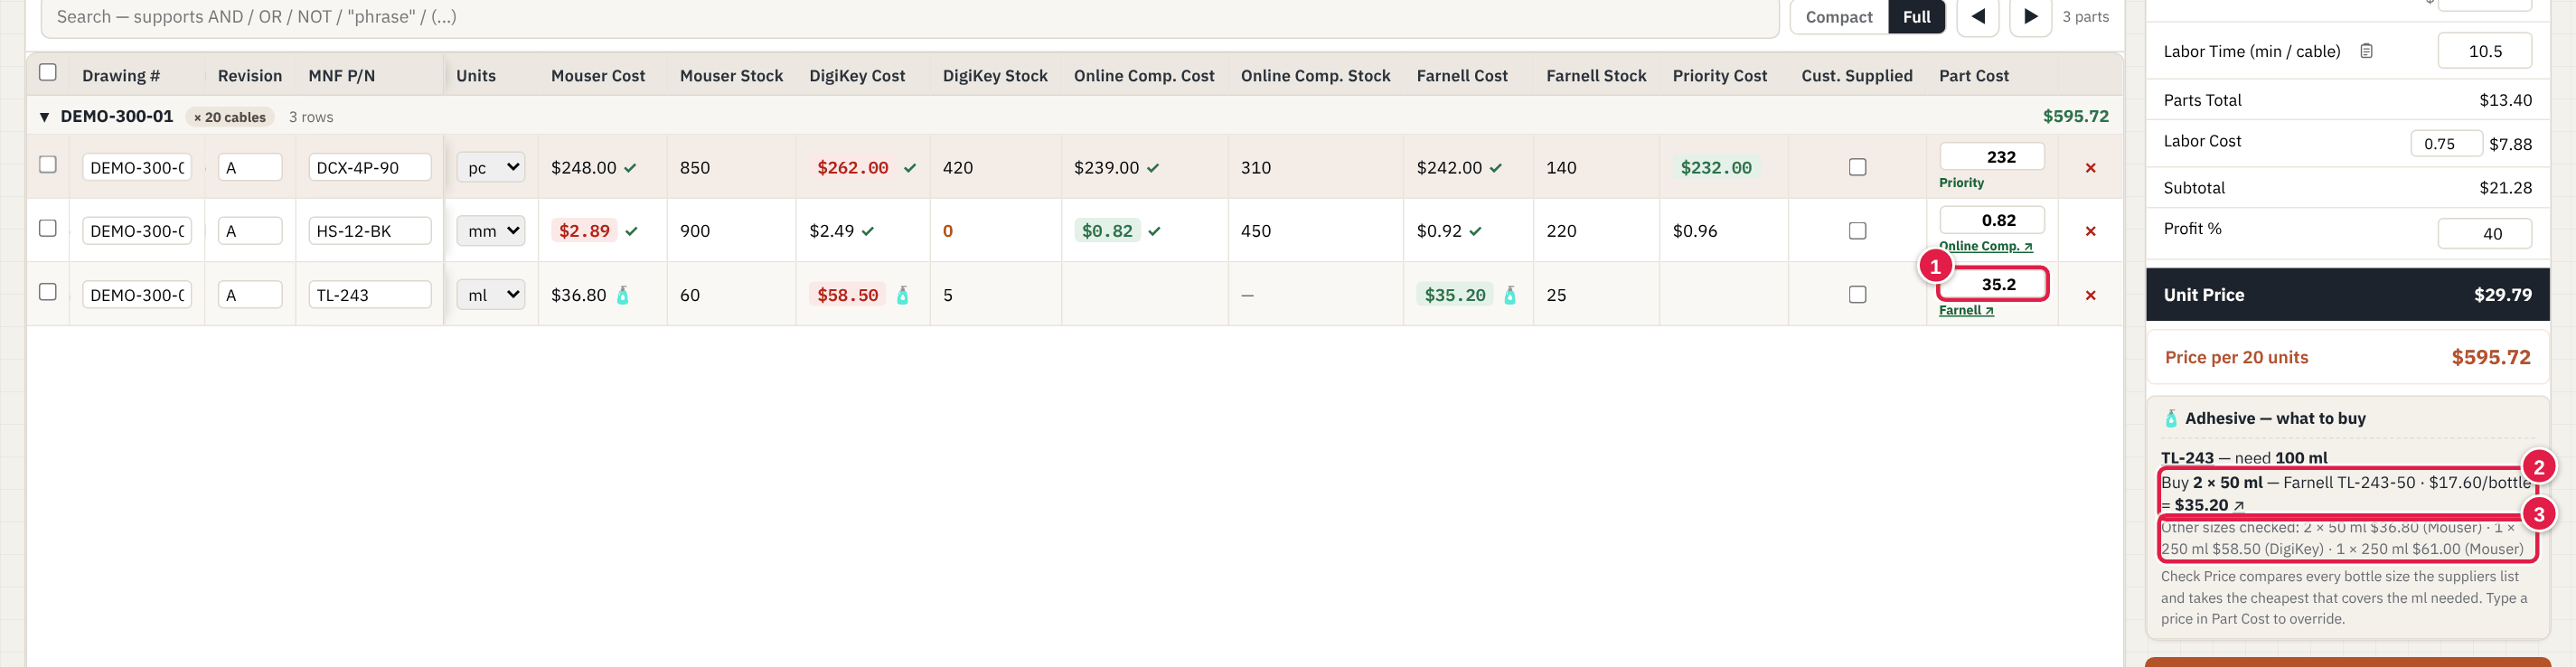 Search — supports AND / OR / NOT / "phrase" / (...)
Compact Full ◀ ▶ 3 parts
Drawing # Revision MNF P/N Units Mouser Cost Mouser Stock DigiKey Cost DigiKey Stock Online Comp. Cost Online Comp. Stock Farnell Cost Farnell Stock Priority Cost Cust. Supplied Part Cost
▼ DEMO-300-01 × 20 cables 3 rows $595.72
DEMO-300-0 A DCX-4P-90 pc $248.00 ✓ 850 $262.00 ✓ 420 $239.00 ✓ 310 $242.00 ✓ 140 $232.00 232 ×
Priority
DEMO-300-0 A HS-12-BK mm $2.89 ✓ 900 $2.49 ✓ 0 $0.82 ✓ 450 $0.92 ✓ 220 $0.96 0.82 ×
Online Comp. ↗
1
DEMO-300-0 A TL-243 ml $36.80 60 $58.50 5 — $35.20 25 35.2 ×
Farnell ↗
Labor Time (min / cable) 10.5
Parts Total $13.40
Labor Cost 0.75 $7.88
Subtotal $21.28
Profit % 40
Unit Price $29.79
Price per 20 units $595.72
Adhesive — what to buy
TL-243 — need 100 ml
2
Buy 2 × 50 ml — Farnell TL-243-50 · $17.60/bottle
= $35.20 ↗
3
Other sizes checked: 2 × 50 ml $36.80 (Mouser) · 1 ×
250 ml $58.50 (DigiKey) · 1 × 250 ml $61.00 (Mouser)
Check Price compares every bottle size the suppliers list
and takes the cheapest that covers the ml needed. Type a
price in Part Cost to override.